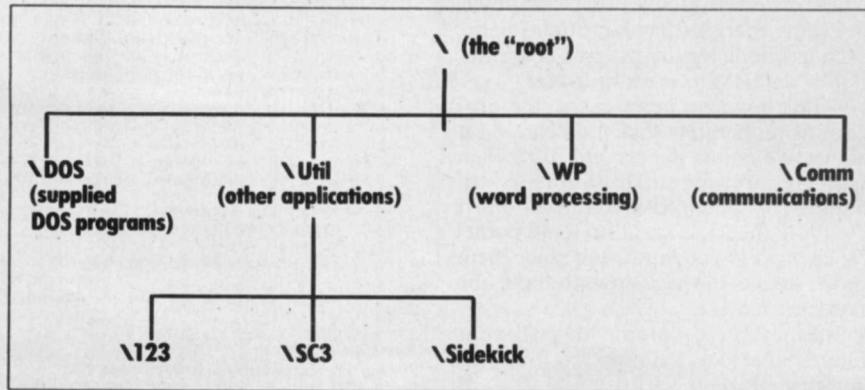 \ (the "root")
\DOS
(supplied
DOS programs)
\Util
(other applications)
\WP
(word processing)
\Comm
(communications)
\123
\SC3
\Sidekick